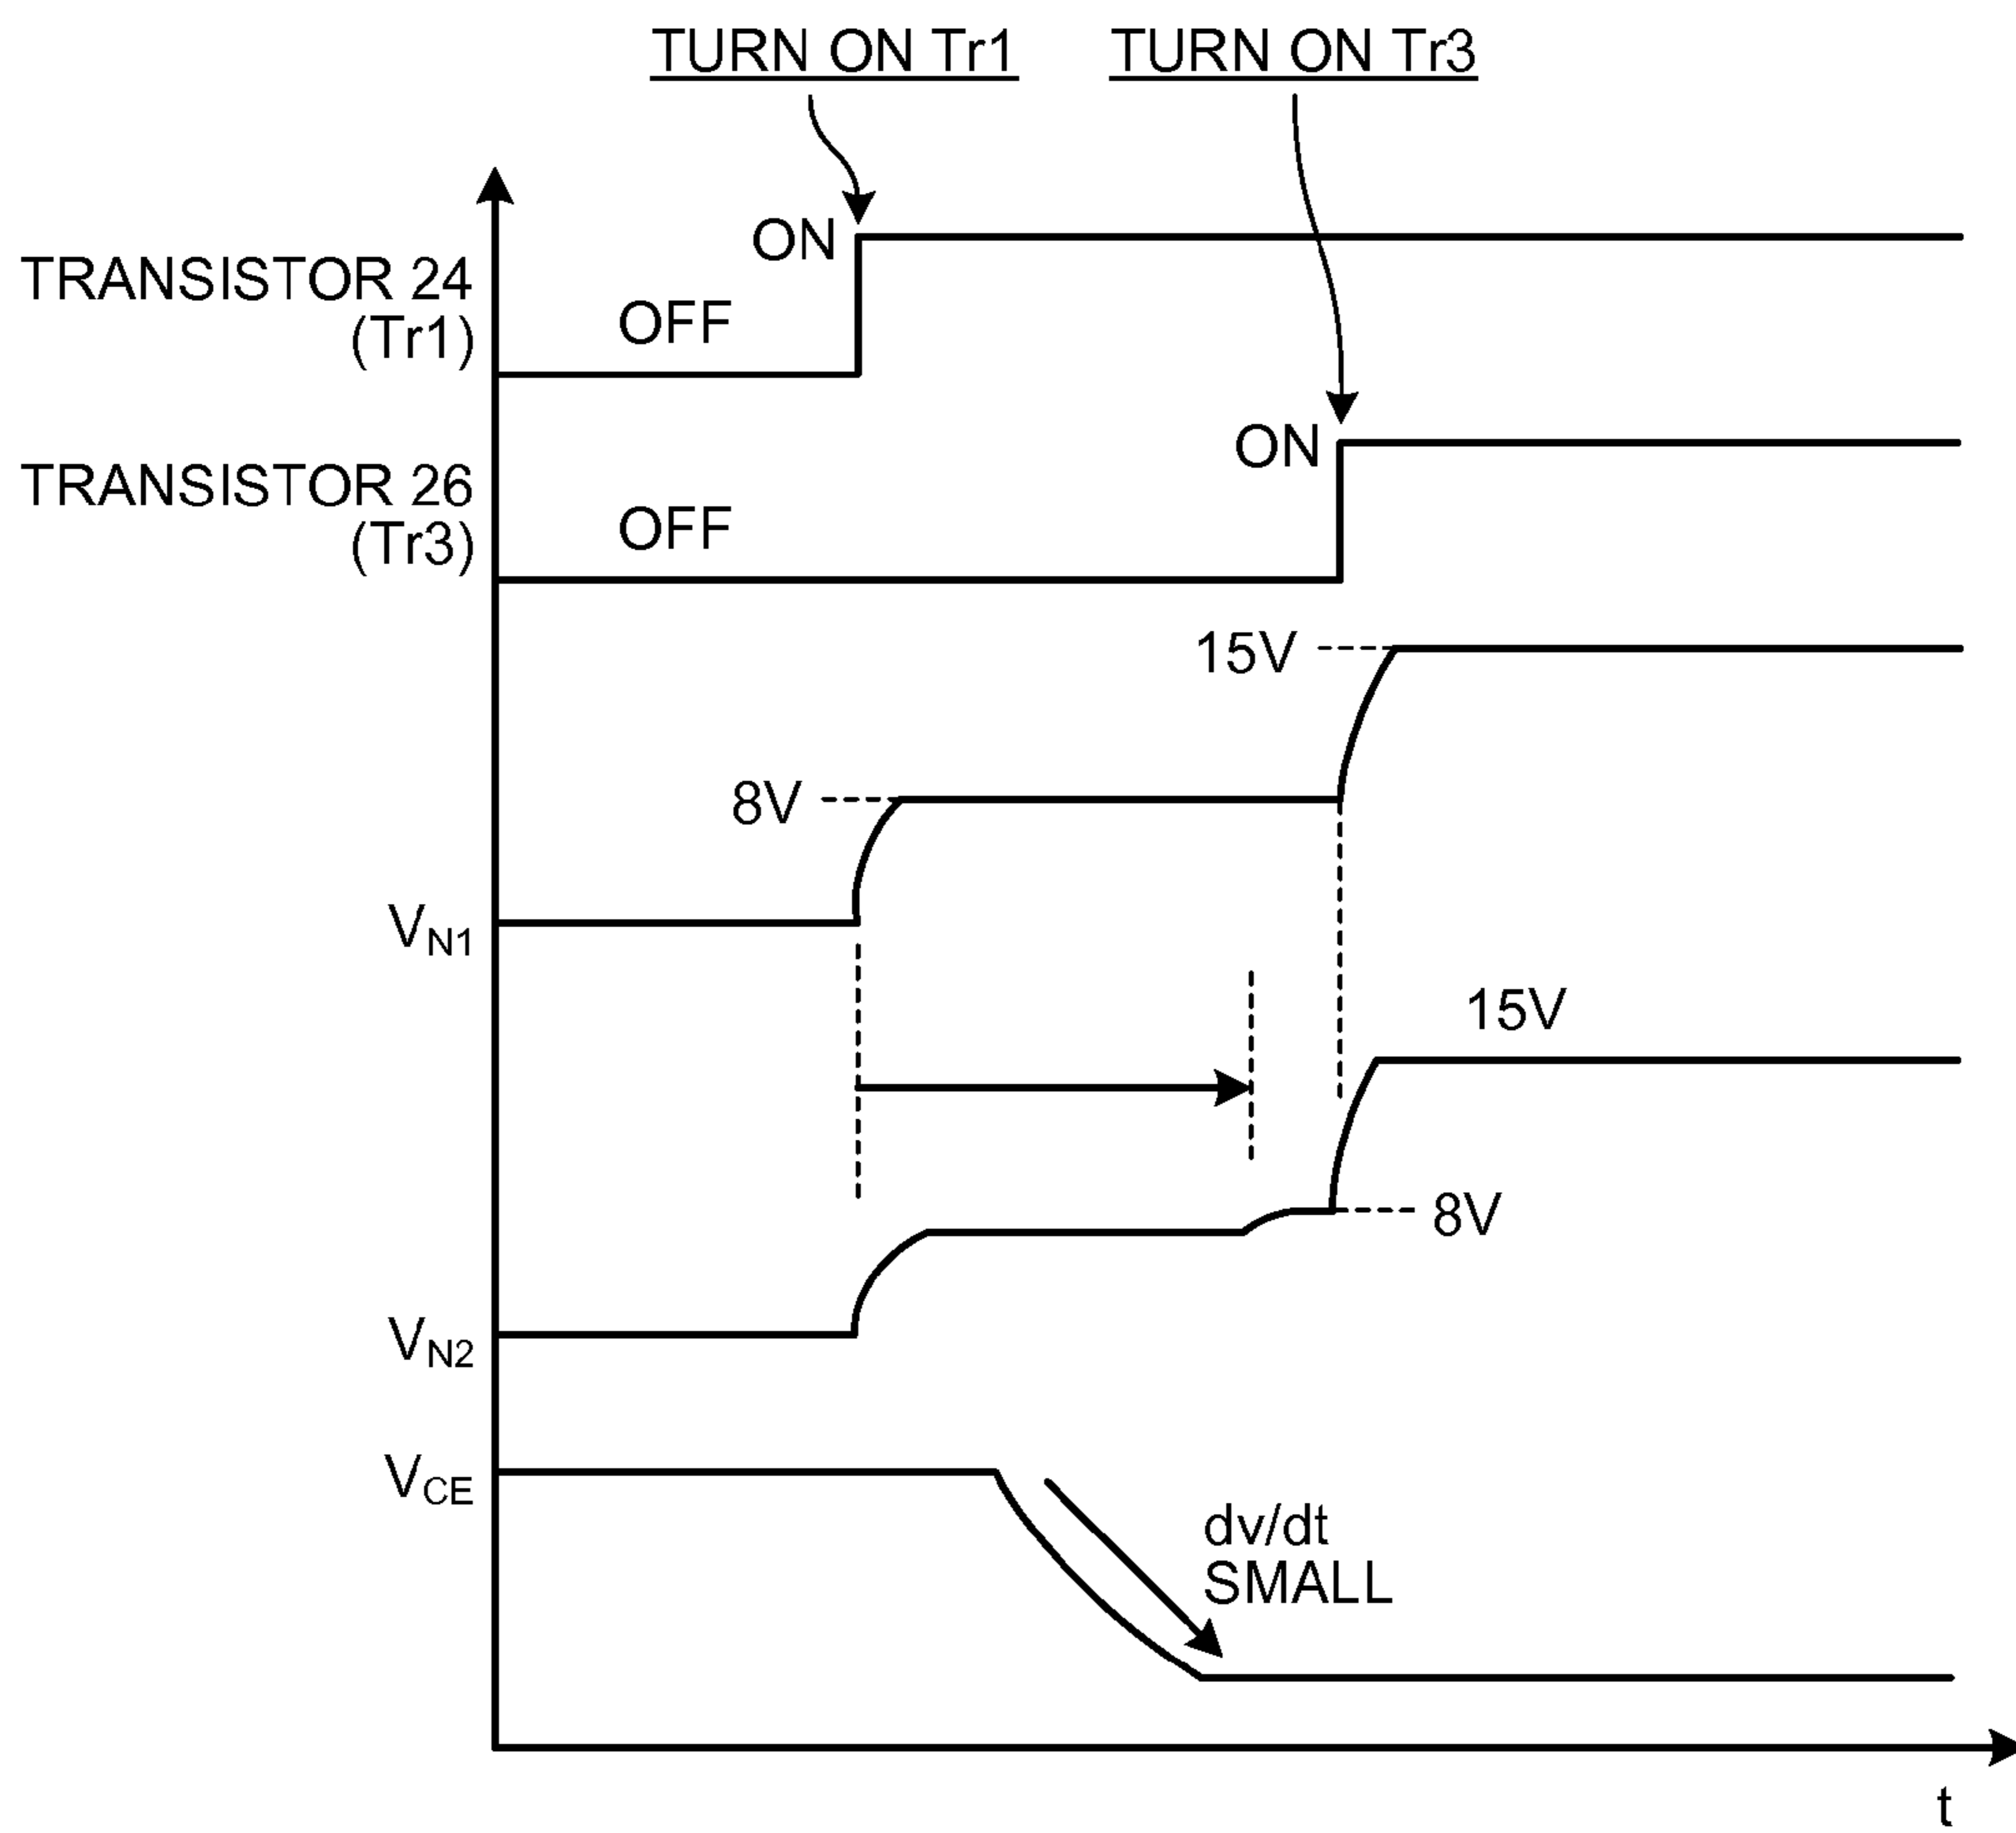 TURN ON Tr1
TURN ON Tr3
ON
TRANSISTOR 24
(Tr1)
OFF
ON
TRANSISTOR 26
(Tr3)
OFF
15V
8V
VN1
15V
8V
VN2
VCE
dv/dt
SMALL
t